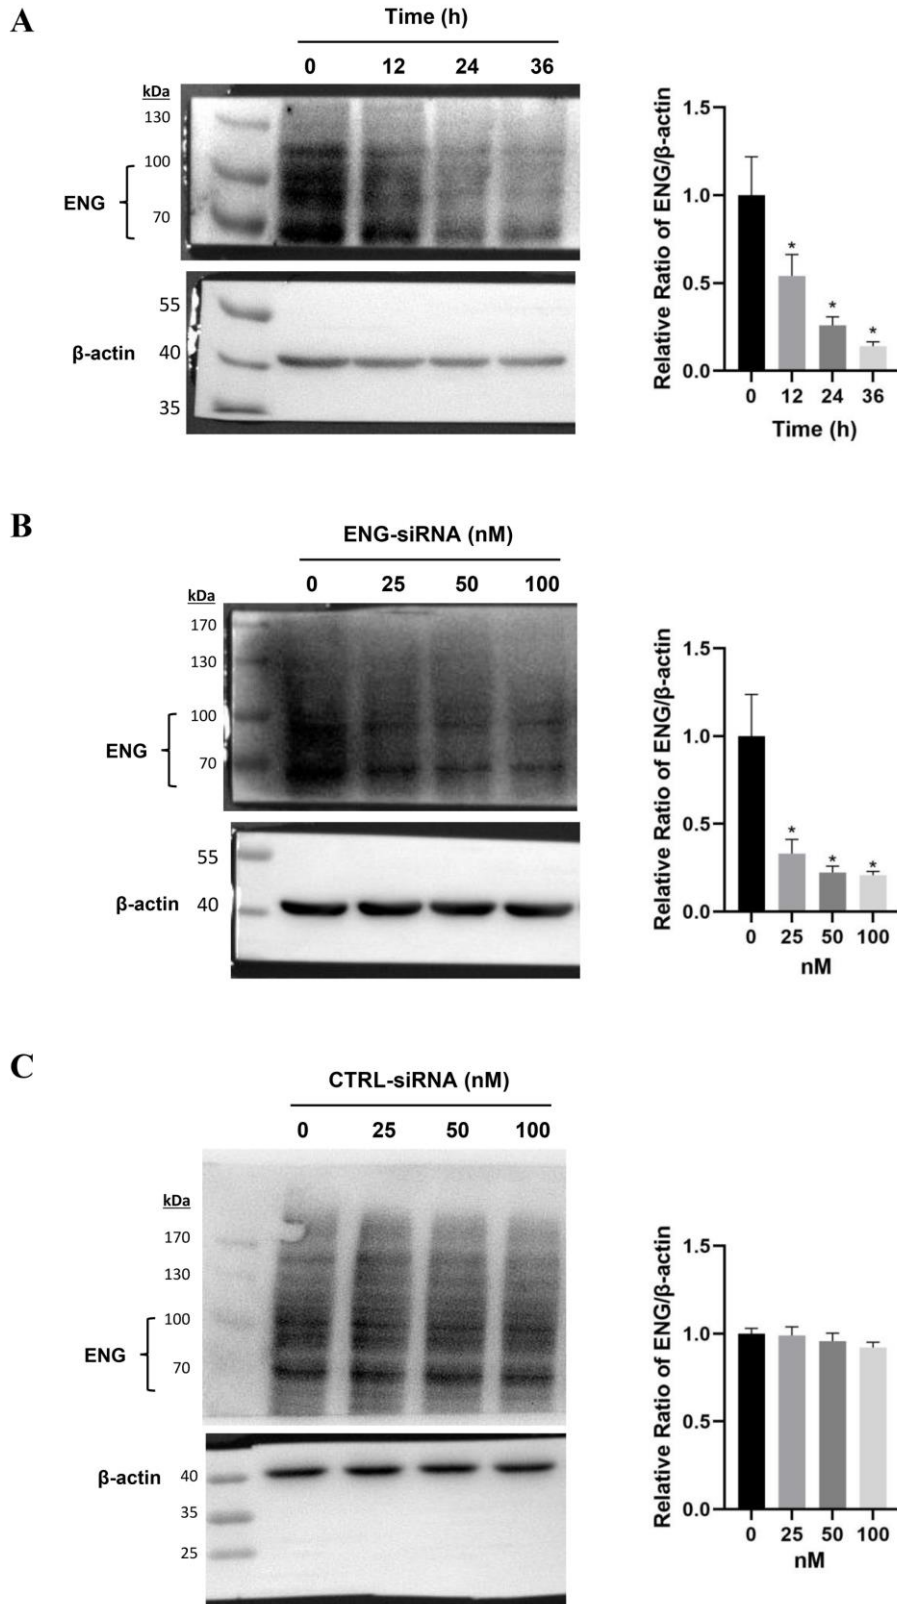 A
Time (h)
0 12 24 36
kDa
130
100
ENG
70
55
β-actin 40
35
Relative Ratio of ENG/β-actin
1.5
1.0
0.5
0.0
* * *
0 12 24 36
Time (h)
B
ENG-siRNA (nM)
0 25 50 100
kDa
170
130
100
ENG
70
55
β-actin 40
Relative Ratio of ENG/β-actin
1.5
1.0
0.5
0.0
* * *
0 25 50 100
nM
C
CTRL-siRNA (nM)
0 25 50 100
kDa
170
130
100
ENG
70
β-actin 40
35
25
Relative Ratio of ENG/β-actin
1.5
1.0
0.5
0.0
0 25 50 100
nM